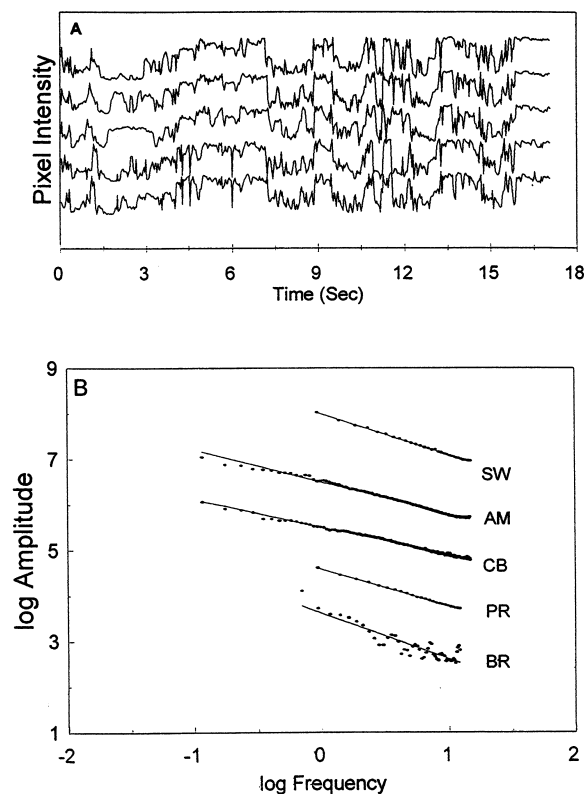 A
Pixel Intensity
0 3 6 9 12 15 18
Time (Sec)
B
9
7
5
3
1
log Amplitude
SW
AM
CB
PR
BR
-2 -1 0 1 2
log Frequency